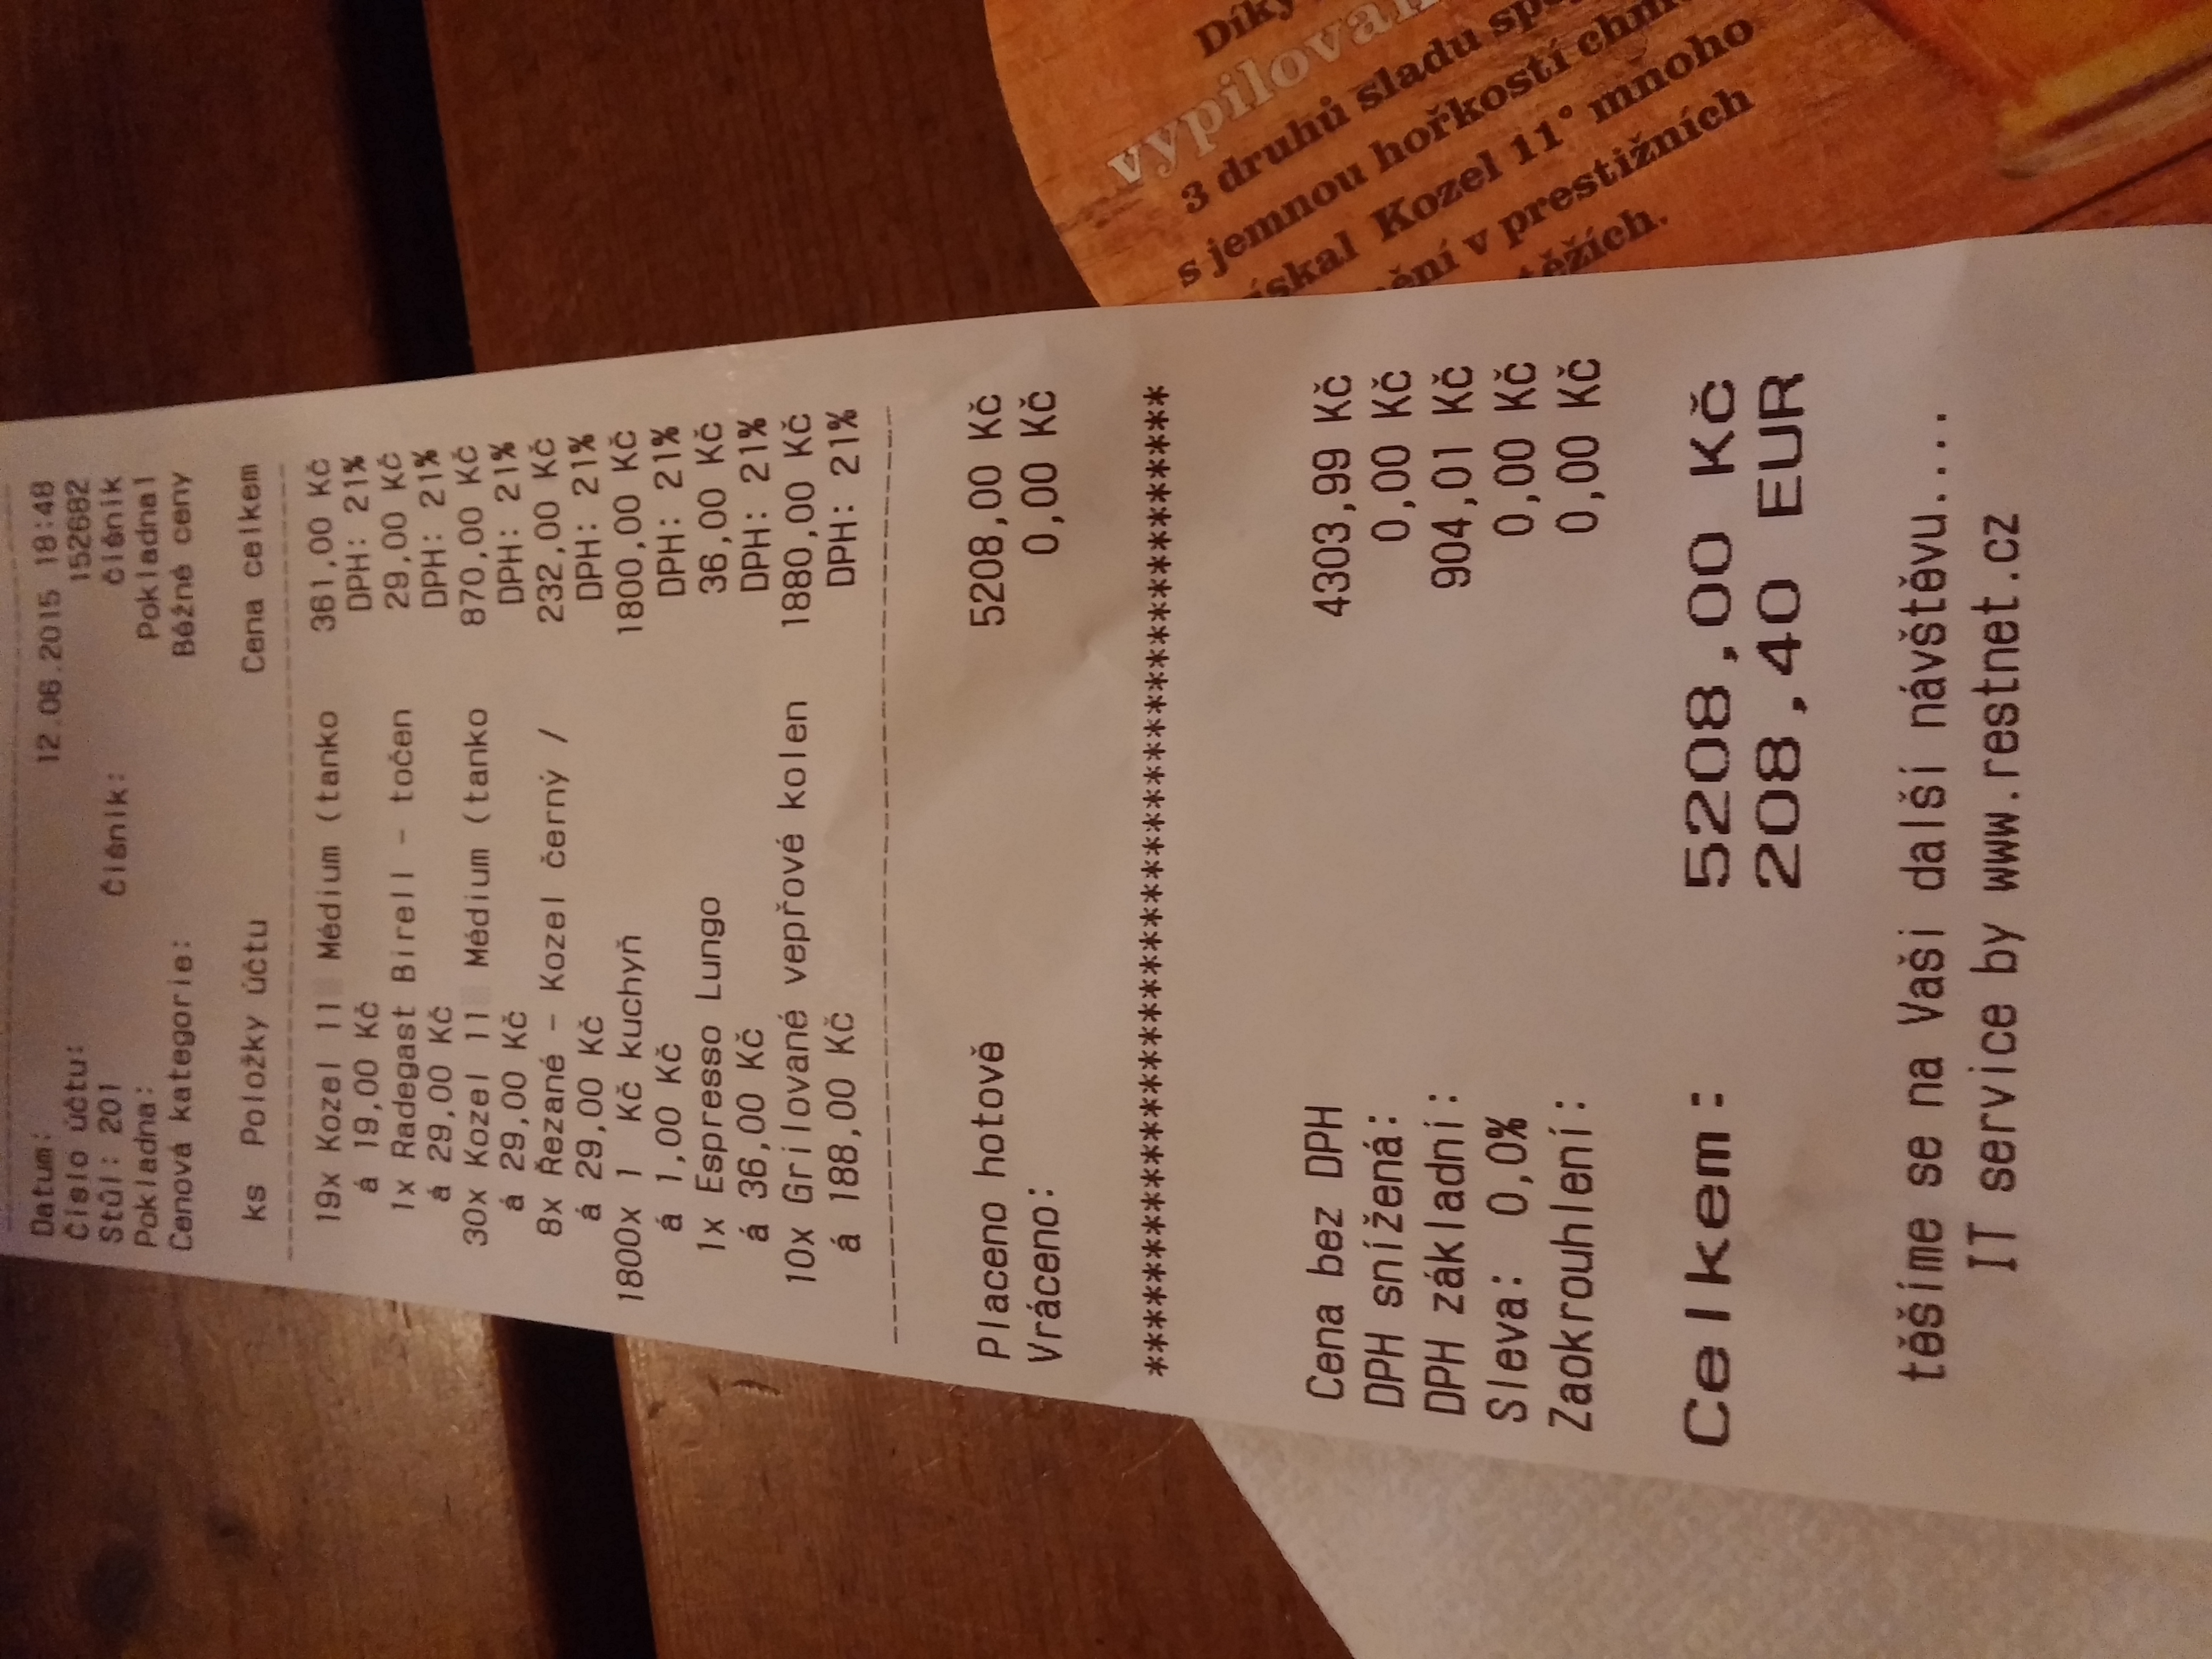 Datum: 12.06.2015 18:48
Číslo účtu: 152682
Stůl: 201 Číšník: číšník
Pokladna: Pokladna1
Cenová kategorie: Běžné ceny
ks Položky účtu Cena celkem
19x Kozel 11 Médium (tanko 361,00 Kč
á 19,00 Kč DPH: 21%
1x Radegast Birell - točen 29,00 Kč
á 29,00 Kč DPH: 21%
30x Kozel 11 Médium (tanko 870,00 Kč
á 29,00 Kč DPH: 21%
8x Řezané - Kozel černý / 232,00 Kč
á 29,00 Kč DPH: 21%
1800x 1 Kč kuchyň 1800,00 Kč
á 1,00 Kč DPH: 21%
1x Espresso Lungo 36,00 Kč
á 36,00 Kč DPH: 21%
10x Grilované vepřové kolen 1880,00 Kč
á 188,00 Kč DPH: 21%
Placeno hotově 5208,00 Kč
Vráceno: 0,00 Kč
****************************************
Cena bez DPH 4303,99 Kč
DPH snížená: 0,00 Kč
DPH základní: 904,01 Kč
Sleva: 0,0% 0,00 Kč
Zaokrouhlení: 0,00 Kč
Celkem: 5208,00 Kč
208,40 EUR
těšíme se na Vaši další návštěvu....
IT service by www.restnet.cz
Díky
3 druhů sladu
s jemnou hořkostí
Kozel 11° mnoho
v prestižních